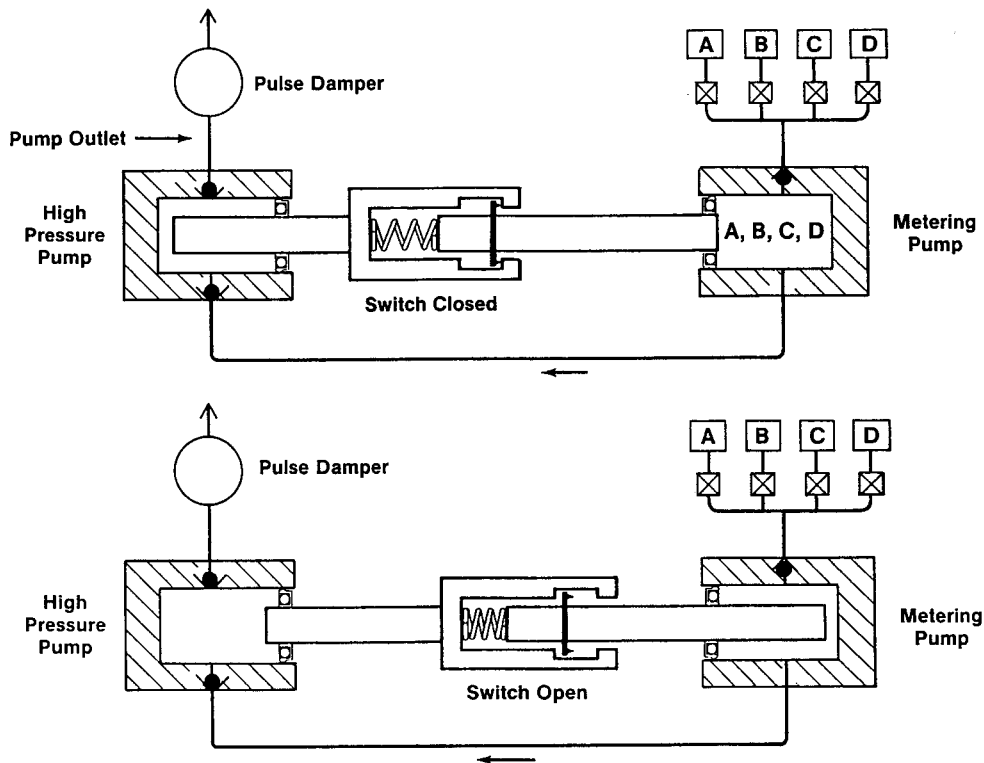 A B C D
Pulse Damper
Pump Outlet
High
Pressure
Pump
A, B, C, D
Metering
Pump
Switch Closed
A B C D
Pulse Damper
High
Pressure
Pump
Metering
Pump
Switch Open